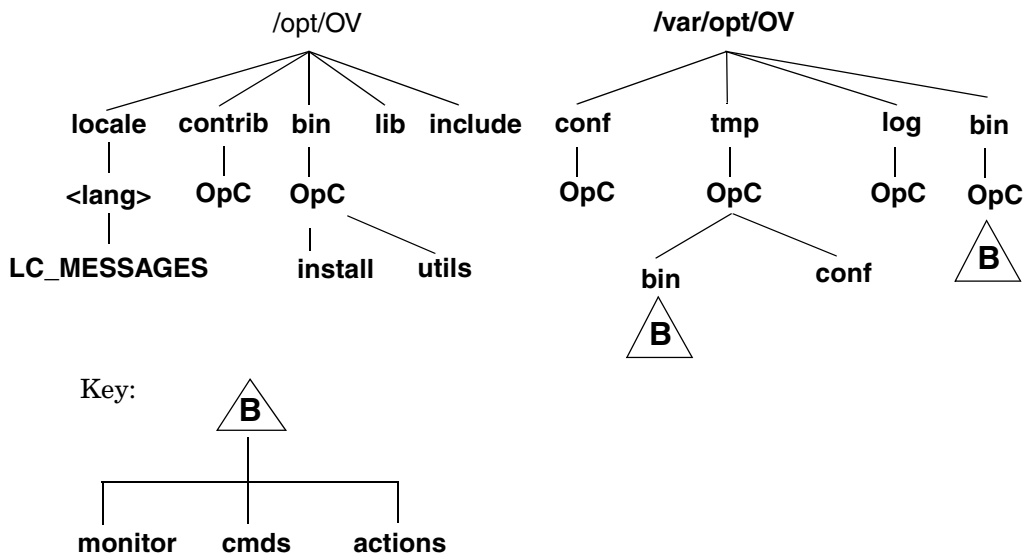 /opt/OV /var/opt/OV
locale contrib bin lib include conf tmp log bin
<lang> OpC OpC OpC OpC OpC OpC
LC_MESSAGES install utils bin conf B
B
Key: B
monitor cmds actions